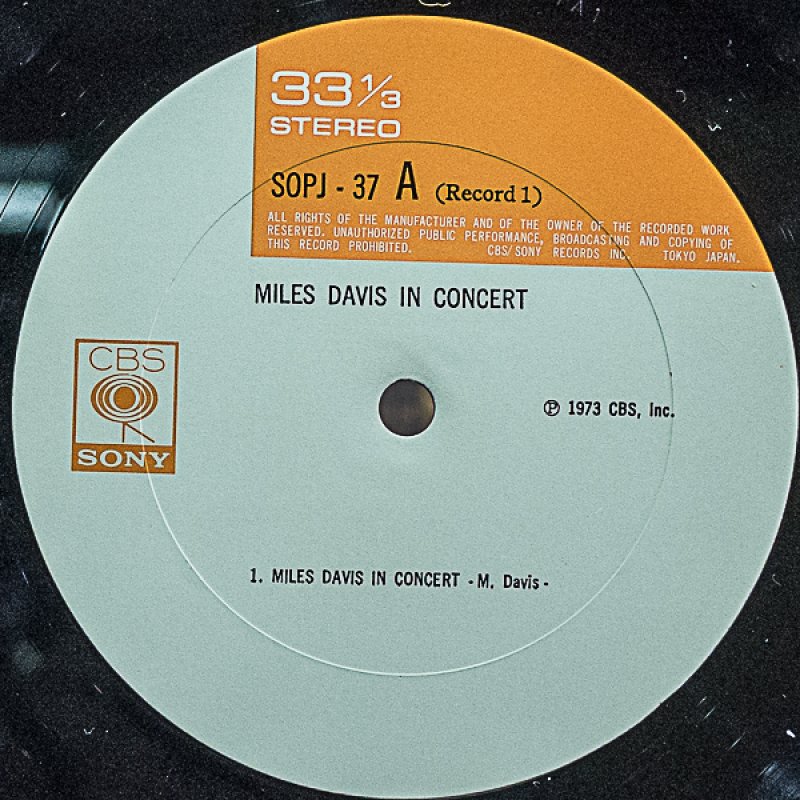 33 1/3
STEREO
SOPJ - 37 A (Record 1)
ALL RIGHTS OF THE MANUFACTURER AND OF THE OWNER OF THE RECORDED WORK
RESERVED. UNAUTHORIZED PUBLIC PERFORMANCE, BROADCASTING AND COPYING OF
THIS RECORD PROHIBITED. CBS/SONY RECORDS INC. TOKYO JAPAN.
MILES DAVIS IN CONCERT
CBS
SONY
℗ 1973 CBS, Inc.
1. MILES DAVIS IN CONCERT - M. Davis -